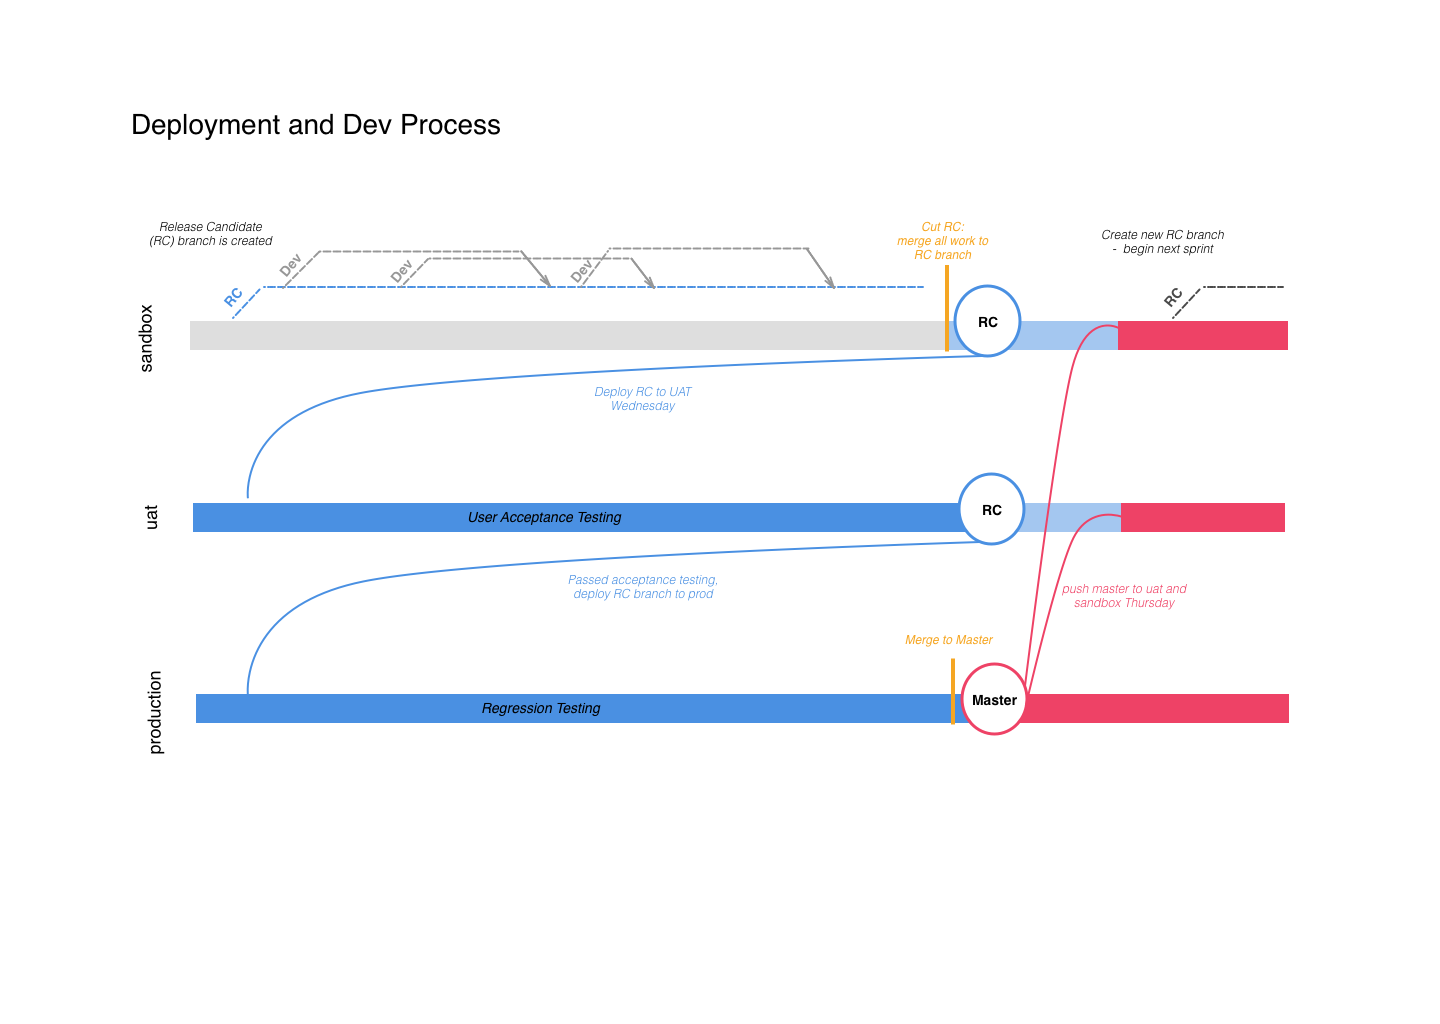 Deployment and Dev Process
Release Candidate
(RC) branch is created
Cut RC:
merge all work to
RC branch
Create new RC branch
- begin next sprint
Dev
Dev
Dev
RC
RC
RC
sandbox
Deploy RC to UAT
Wednesday
uat
User Acceptance Testing
RC
Passed acceptance testing,
deploy RC branch to prod
push master to uat and
sandbox Thursday
Merge to Master
production
Regression Testing
Master